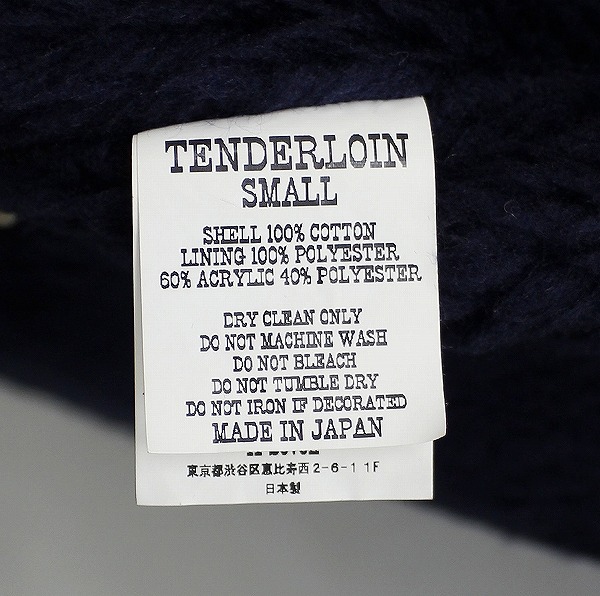 TENDERLOIN
SMALL
SHELL 100% COTTON
LINING 100% POLYESTER
60% ACRYLIC 40% POLYESTER
DRY CLEAN ONLY
DO NOT MACHINE WASH
DO NOT BLEACH
DO NOT TUMBLE DRY
DO NOT IRON IF DECORATED
MADE IN JAPAN
東京都渋谷区恵比寿西2-6-11F
日本製